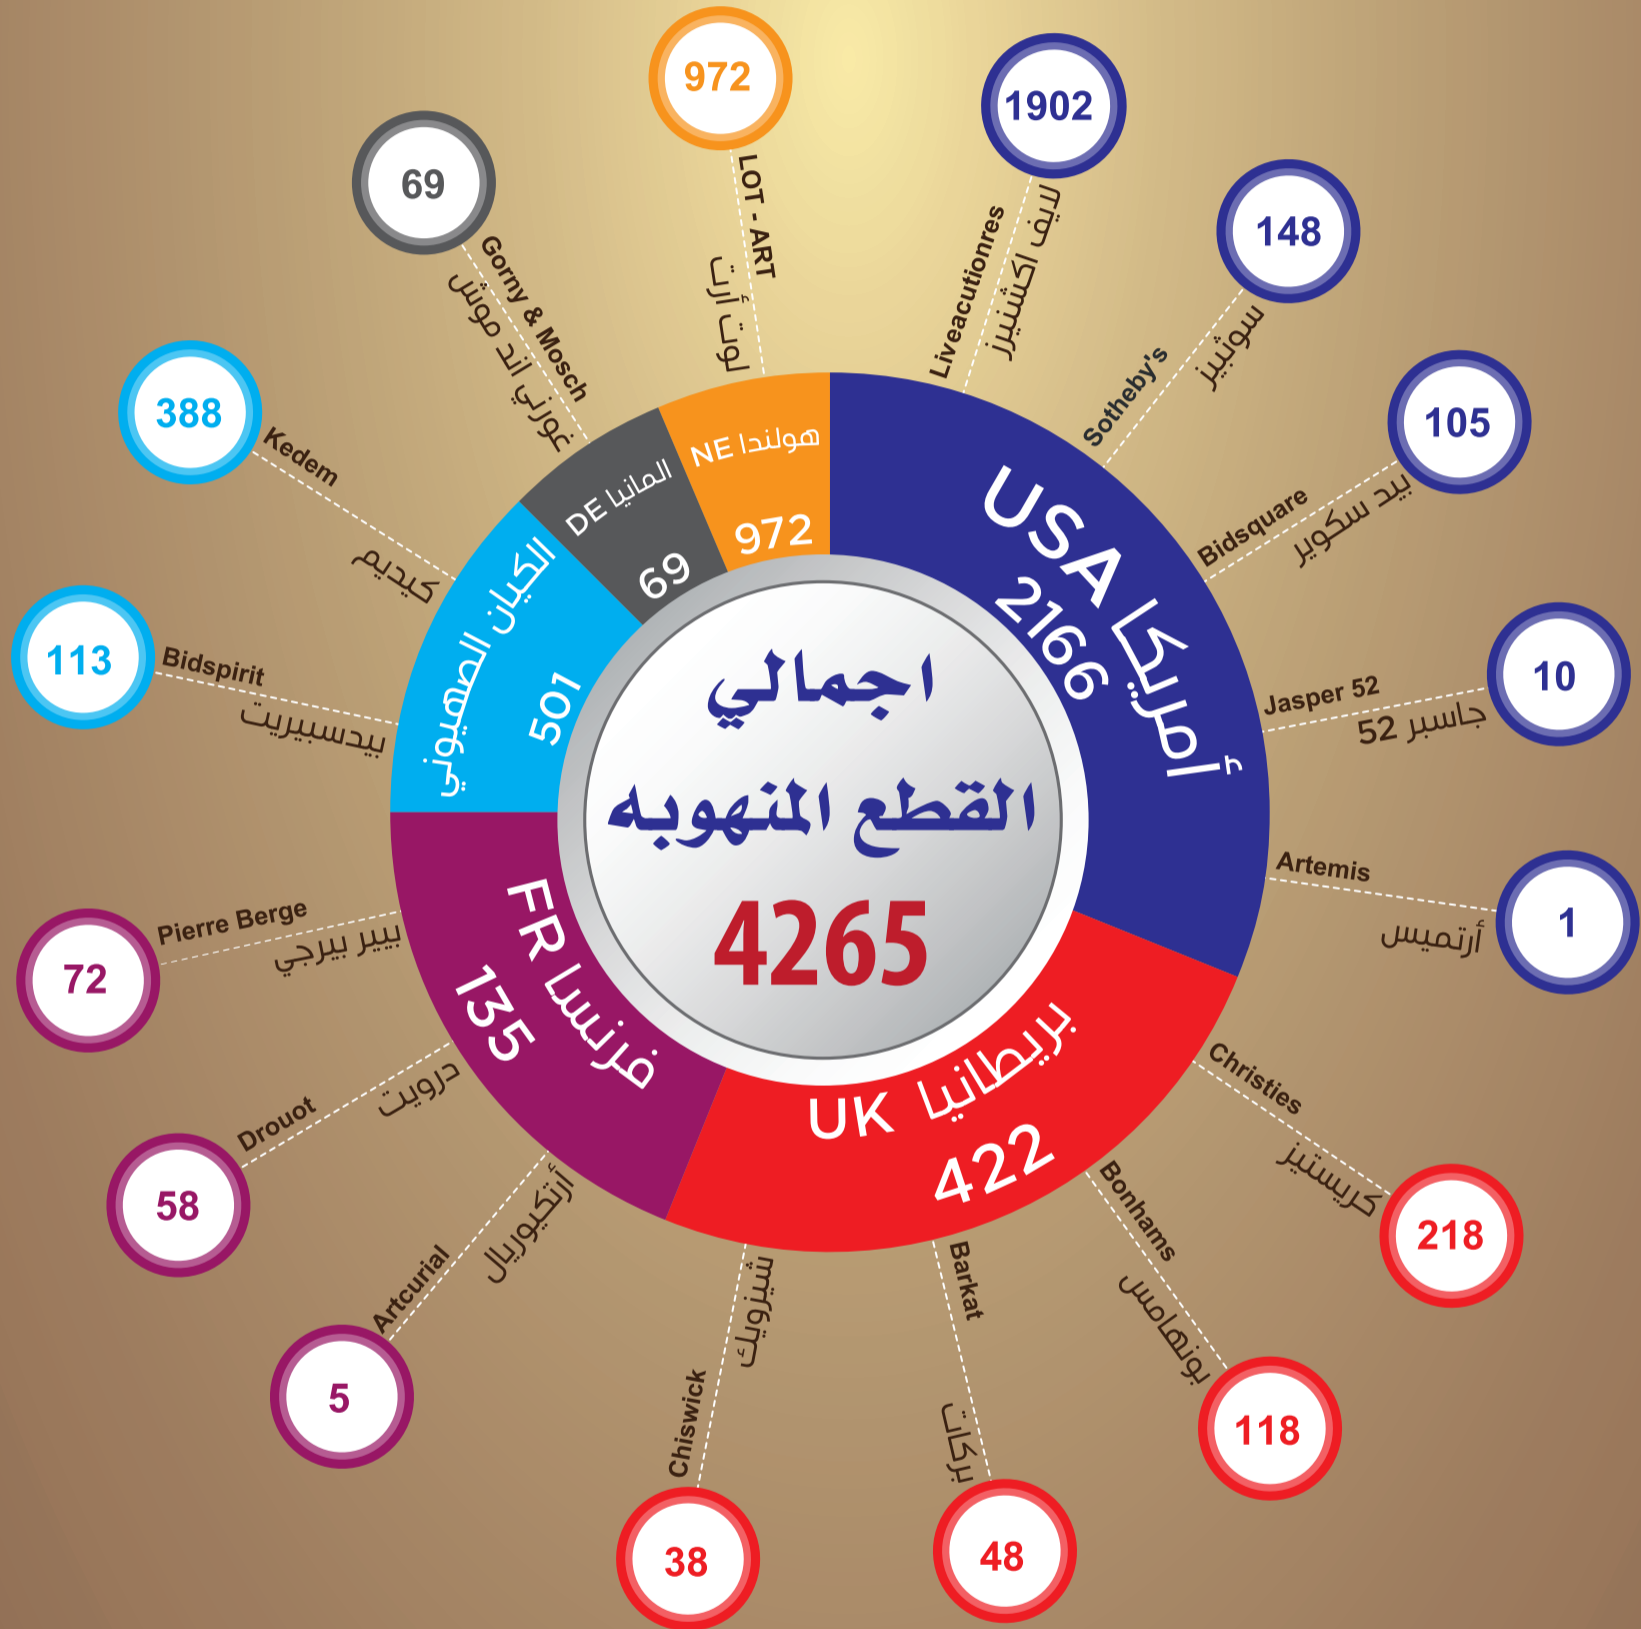 اجمالي
القطع المنهوبه
4265
أمريكا USA
2166
1902
Liveacutionres
لايف اكشنيرز
148
Sotheby's
سوثبيز
105
Bidsquare
بيد سكوير
10
Jasper 52
جاسبر 52
1
Artemis
أرتميس
بريطانيا UK
422
218
Christies
كريستيز
118
Bonhams
بونهامس
48
Barkat
بركات
38
Chiswick
شيزويك
فرنسا FR
135
5
Artcurial
أرتكيوريال
58
Drouot
درويت
72
Pierre Berge
بيير بيرجي
الكيان الصهيوني
501
113
Bidspirit
بيدسبيريت
388
Kedem
كيديم
المانيا DE
69
69
Gorny & Mosch
غورني اند موش
هولندا NE
972
972
LOT - ART
لوت أرت